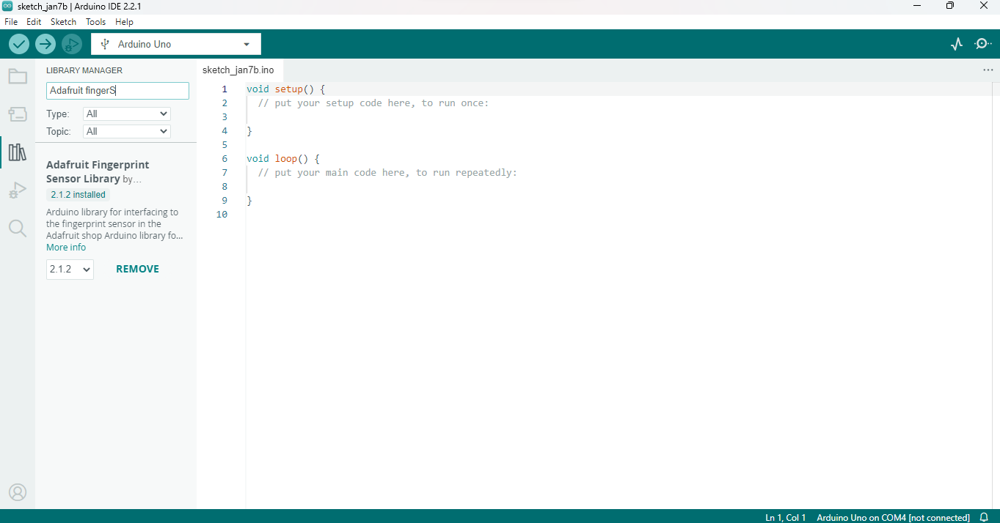 sketch_jan7b | Arduino IDE 2.2.1
File Edit Sketch Tools Help
Arduino Uno
LIBRARY MANAGER
Adafruit fingerS
Type: All
Topic: All
Adafruit Fingerprint
Sensor Library by...
2.1.2 installed
Arduino library for interfacing to
the fingerprint sensor in the
Adafruit shop Arduino library fo...
More info
2.1.2 REMOVE
sketch_jan7b.ino
1 void setup() {
2 // put your setup code here, to run once:
3
4 }
5
6 void loop() {
7 // put your main code here, to run repeatedly:
8
9 }
10
Ln 1, Col 1 Arduino Uno on COM4 [not connected]